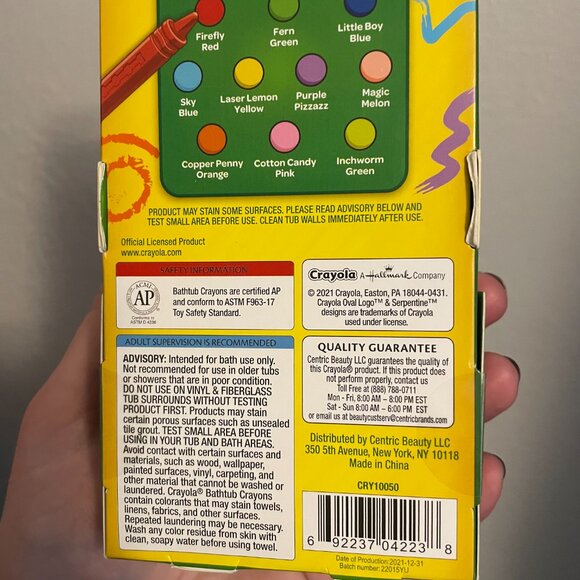 Firefly
Red
Fern
Green
Little Boy
Blue
Sky
Blue
Laser Lemon
Yellow
Purple
Pizzazz
Magic
Melon
Copper Penny
Orange
Cotton Candy
Pink
Inchworm
Green
PRODUCT MAY STAIN SOME SURFACES. PLEASE READ ADVISORY BELOW AND
TEST SMALL AREA BEFORE USE. CLEAN TUB WALLS IMMEDIATELY AFTER USE.
Official Licensed Product
www.crayola.com
SAFETY INFORMATION
ACMI
AP
Conforms to
ASTM D 4236
Bathtub Crayons are certified AP
and conform to ASTM F963-17
Toy Safety Standard.
ADULT SUPERVISION IS RECOMMENDED
ADVISORY: Intended for bath use only.
Not recommended for use in older tubs
or showers that are in poor condition.
DO NOT USE ON VINYL & FIBERGLASS
TUB SURROUNDS WITHOUT TESTING
PRODUCT FIRST. Products may stain
certain porous surfaces such as unsealed
tile grout. TEST SMALL AREA BEFORE
USING IN YOUR TUB AND BATH AREAS.
Avoid contact with certain surfaces and
materials, such as wood, wallpaper,
painted surfaces, vinyl, carpeting, and
other material that cannot be washed or
laundered. Crayola® Bathtub Crayons
contain colorants that may stain towels,
linens, fabrics, and other surfaces.
Repeated laundering may be necessary.
Wash any color residue from skin with
clean, soapy water before using towel.
Crayola A Hallmark Company
© 2021 Crayola, Easton, PA 18044-0431.
Crayola Oval Logo™ & Serpentine™
designs are trademarks of Crayola
used under license.
QUALITY GUARANTEE
Centric Beauty LLC guarantees the quality of
this Crayola® product. If this product does
not perform properly, contact us
Toll Free at (888) 788-0711
Mon - Fri, 8:00 AM - 8:00 PM EST
Sat - Sun 8:00 AM - 6:00 PM EST
or email us at beautycustserv@centricbrands.com
Distributed by Centric Beauty LLC
350 5th Avenue, New York, NY 10118
Made in China
CRY10050
6 92237 04223 8
Date of Production: 2021-12-31
Batch number: 22015YU